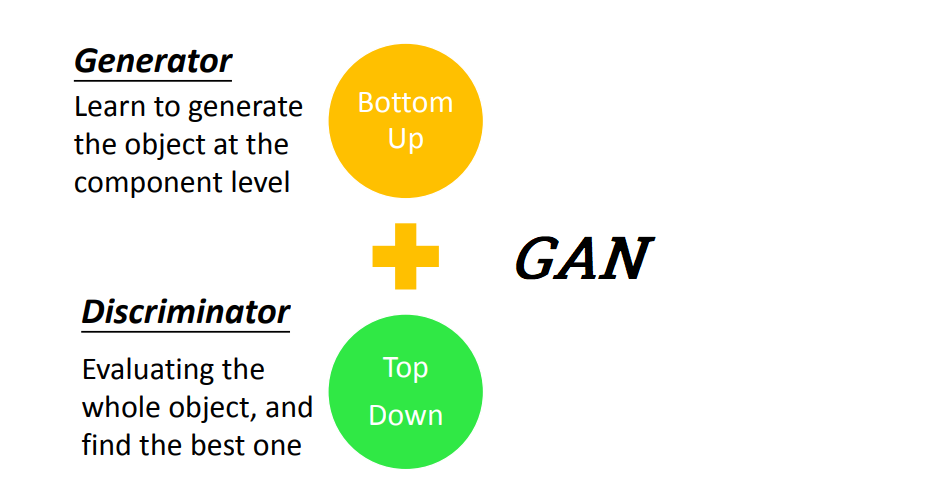 Generator
Learn to generate
the object at the
component level
Bottom
Up
GAN
Discriminator
Evaluating the
whole object, and
find the best one
Top
Down